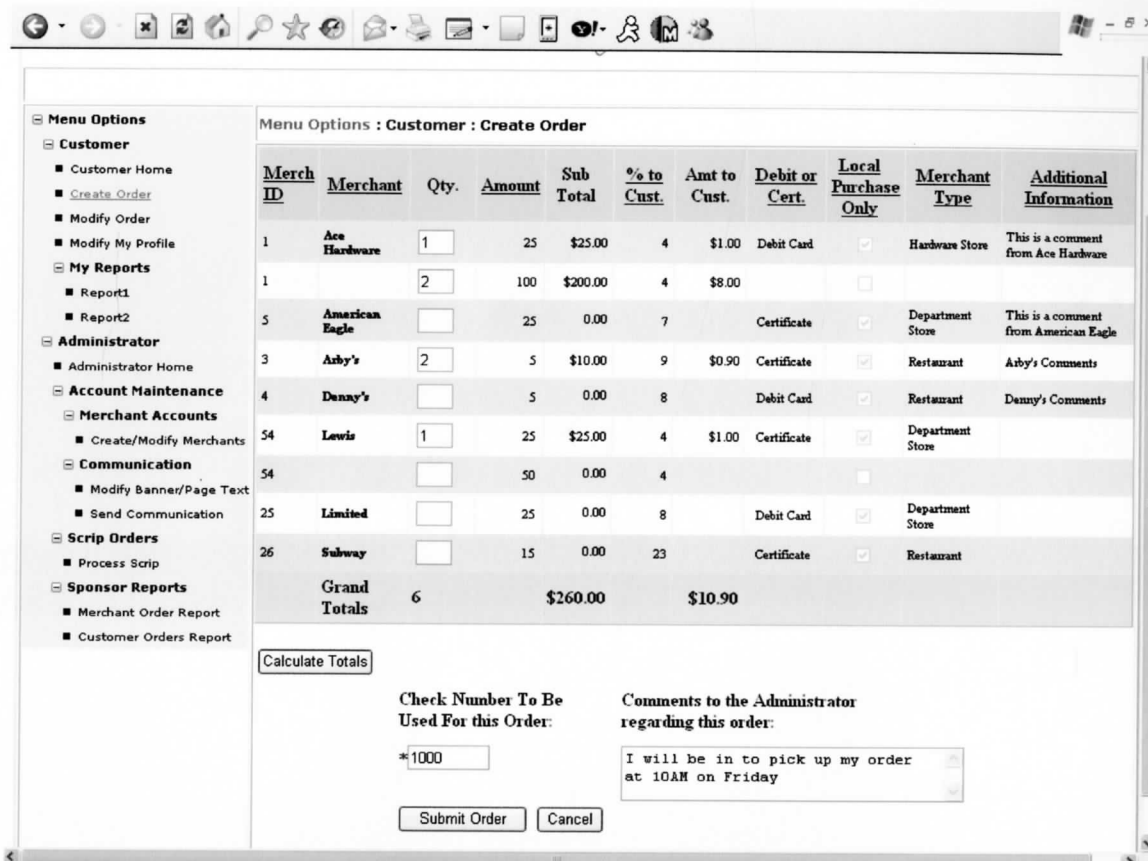 Menu Options
Customer
Customer Home
Create Order
Modify Order
Modify My Profile
My Reports
Report1
Report2
Administrator
Administrator Home
Account Maintenance
Merchant Accounts
Create/Modify Merchants
Communication
Modify Banner/Page Text
Send Communication
Scrip Orders
Process Scrip
Sponsor Reports
Merchant Order Report
Customer Orders Report
Menu Options : Customer : Create Order
Merch ID Merchant Qty. Amount Sub Total % to Cust. Amt to Cust. Debit or Cert. Local Purchase Only Merchant Type Additional Information
1 Ace Hardware 1 25 $25.00 4 $1.00 Debit Card Hardware Store This is a comment from Ace Hardware
1 2 100 $200.00 4 $8.00
5 American Eagle 25 0.00 7 Certificate Department Store This is a comment from American Eagle
3 Arby's 2 5 $10.00 9 $0.90 Certificate Restaurant Arby's Comments
4 Denny's 5 0.00 8 Debit Card Restaurant Denny's Comments
54 Lewis 1 25 $25.00 4 $1.00 Certificate Department Store
54 50 0.00 4
25 Limited 25 0.00 8 Debit Card Department Store
26 Subway 15 0.00 23 Certificate Restaurant
Grand Totals 6 $260.00 $10.90
Calculate Totals
Check Number To Be
Used For this Order:
*1000
Comments to the Administrator
regarding this order:
I will be in to pick up my order
at 10AM on Friday
Submit Order Cancel